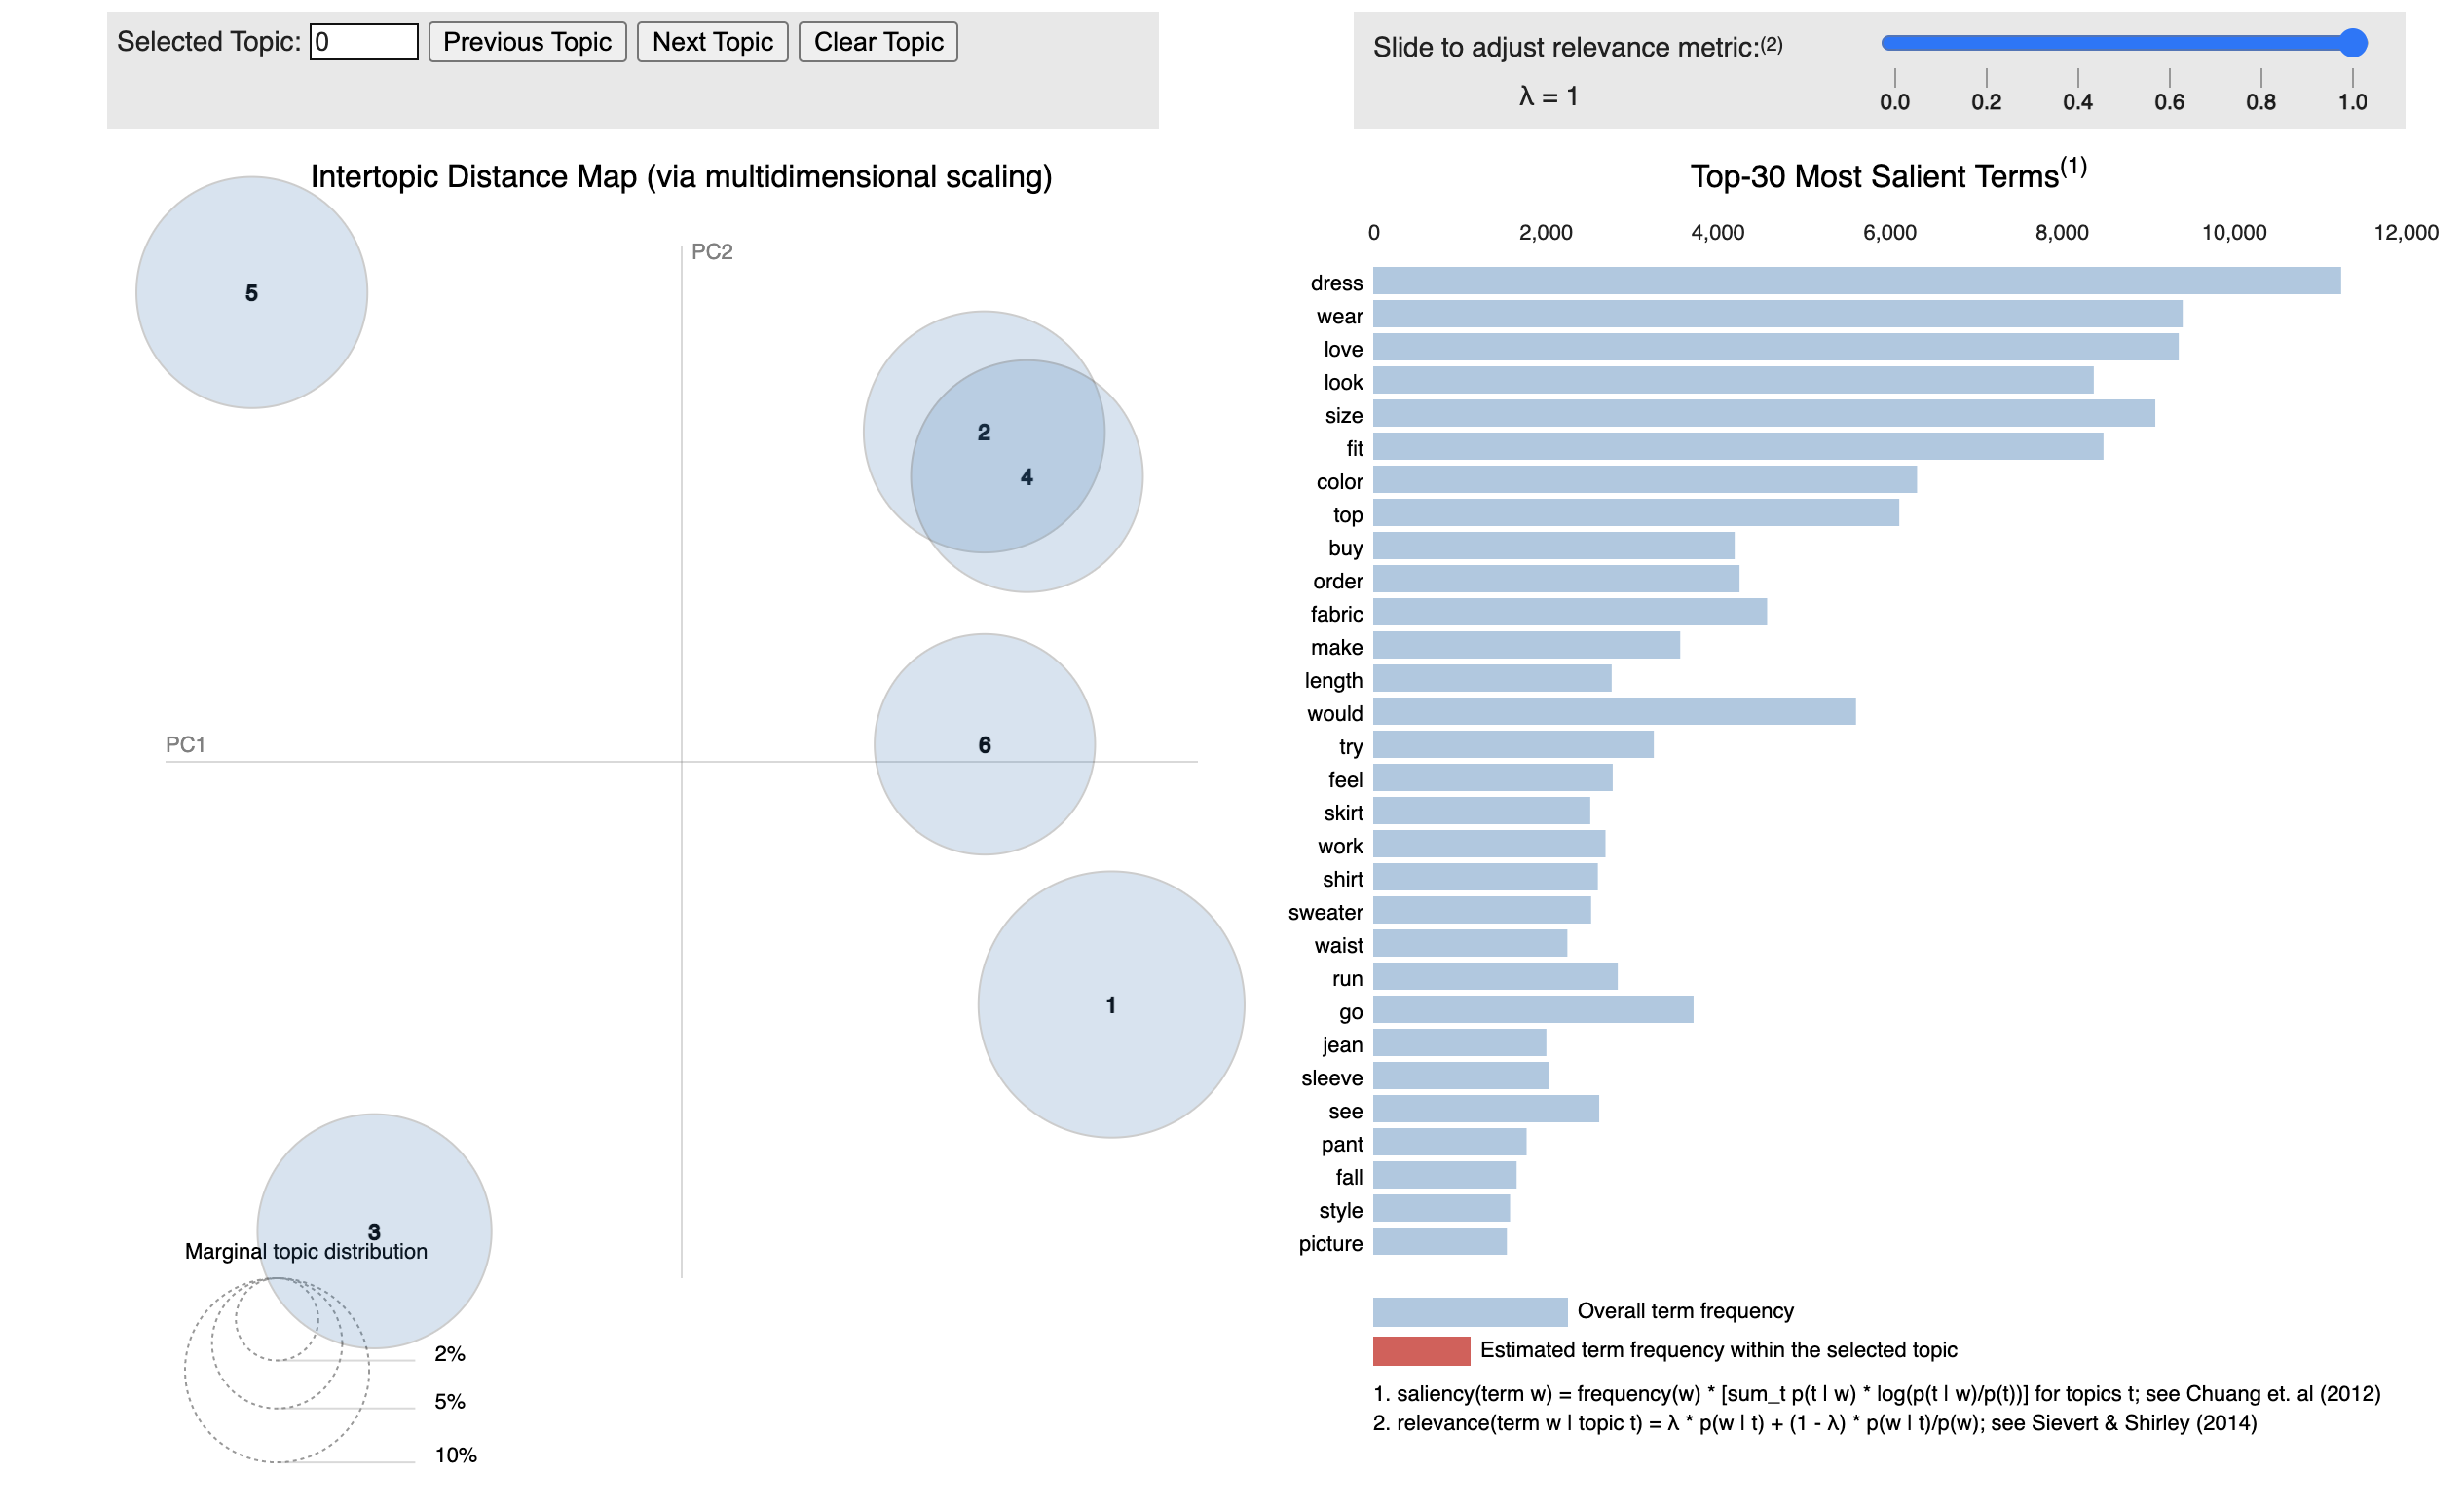 Selected Topic: 0 Previous Topic Next Topic Clear Topic
Slide to adjust relevance metric:(2)
λ = 1
0.0 0.2 0.4 0.6 0.8 1.0
Intertopic Distance Map (via multidimensional scaling)
PC2
PC1
5
2
4
6
1
3
Marginal topic distribution
2%
5%
10%
Top-30 Most Salient Terms(1)
0 2,000 4,000 6,000 8,000 10,000 12,000
dress
wear
love
look
size
fit
color
top
buy
order
fabric
make
length
would
try
feel
skirt
work
shirt
sweater
waist
run
go
jean
sleeve
see
pant
fall
style
picture
Overall term frequency
Estimated term frequency within the selected topic
1. saliency(term w) = frequency(w) * [sum_t p(t | w) * log(p(t | w)/p(t))] for topics t; see Chuang et. al (2012)
2. relevance(term w | topic t) = λ * p(w | t) + (1 - λ) * p(w | t)/p(w); see Sievert & Shirley (2014)